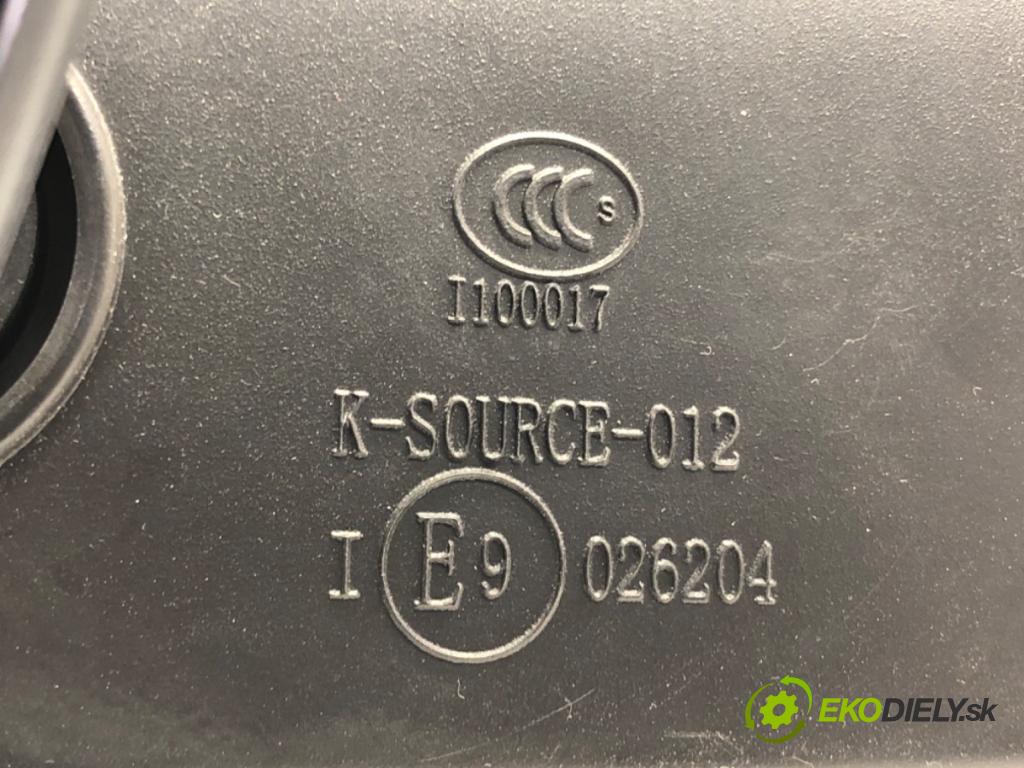 CCC S
I100017
K-SOURCE-012
I E9 026204
EKODIELY.sk